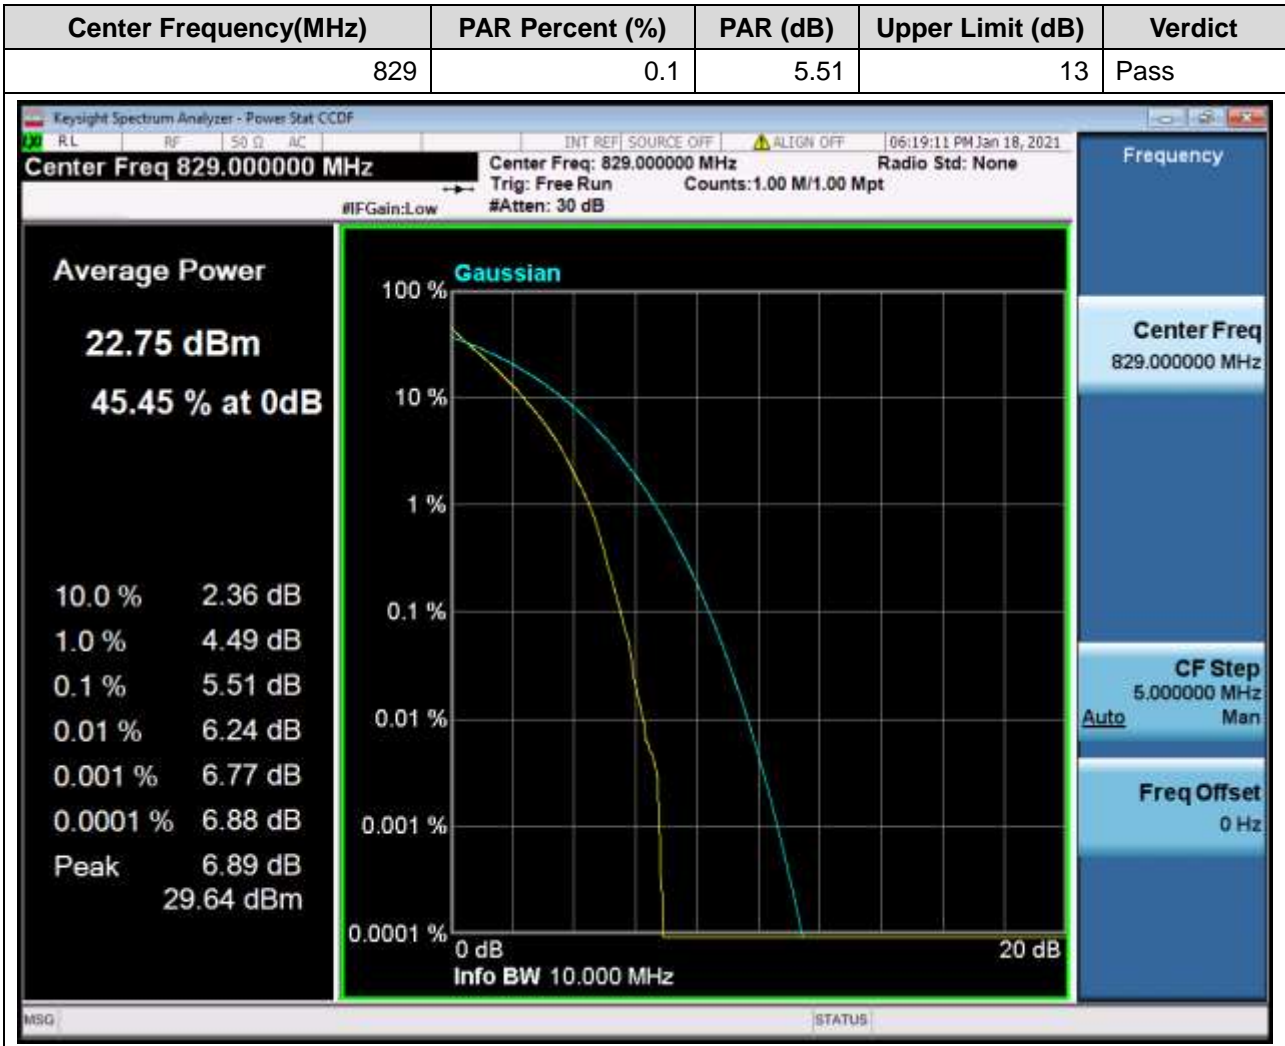 Center Frequency(MHz) PAR Percent (%) PAR (dB) Upper Limit (dB) Verdict
829 0.1 5.51 13 Pass
Keysight Spectrum Analyzer - Power Stat CCDF
RL RF 50 Ω AC INT REF SOURCE OFF ALIGN OFF 06:19:11 PM Jan 18, 2021
Center Freq 829.000000 MHz
Center Freq: 829.000000 MHz Radio Std: None
Trig: Free Run Counts:1.00 M/1.00 Mpt
#IFGain:Low #Atten: 30 dB
Frequency
Average Power
22.75 dBm
45.45 % at 0dB
10.0 % 2.36 dB
1.0 % 4.49 dB
0.1 % 5.51 dB
0.01 % 6.24 dB
0.001 % 6.77 dB
0.0001 % 6.88 dB
Peak 6.89 dB
29.64 dBm
Gaussian
100 %
10 %
1 %
0.1 %
0.01 %
0.001 %
0.0001 %
0 dB 20 dB
Info BW 10.000 MHz
Center Freq
829.000000 MHz
CF Step
5.000000 MHz
Auto Man
Freq Offset
0 Hz
MSG STATUS